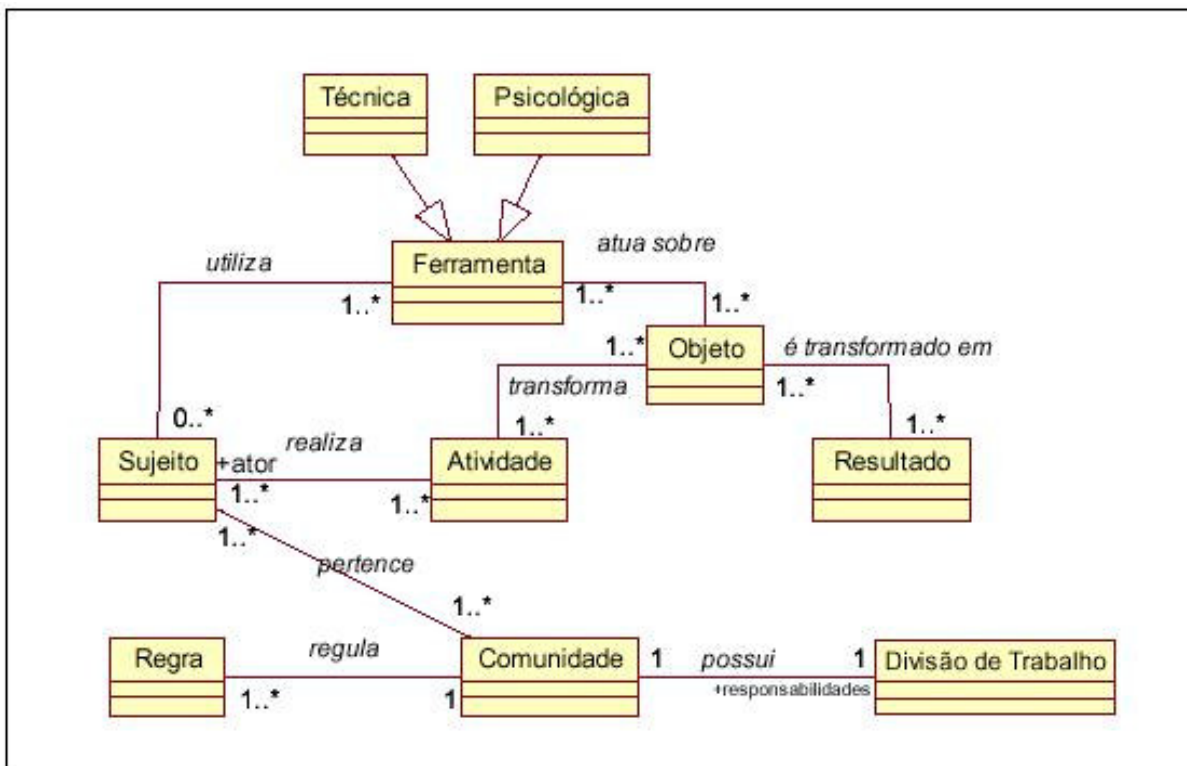 Técnica
Psicológica
utiliza
Ferramenta
atua sobre
1..*
1..*
1..*
1..*
Objeto
é transformado em
transforma
1..*
0..*
1..*
1..*
Sujeito
+ator
realiza
Atividade
Resultado
1..*
1..*
1..*
pertence
1..*
Regra
regula
Comunidade
1
possui
1
Divisão de Trabalho
1..*
1
+responsabilidades